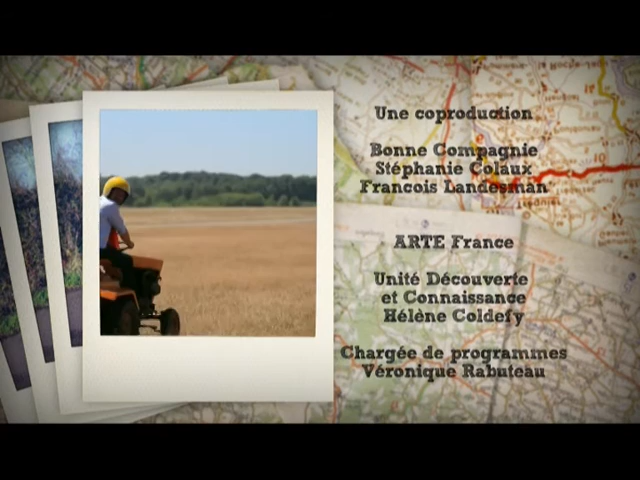 Une coproduction
Bonne Compagnie
Stéphanie Colaux
Francois Landesman
ARTE France
Unité Découverte
et Connaissance
Hélène Coldefy
Chargée de programmes
Véronique Rabuteau
10